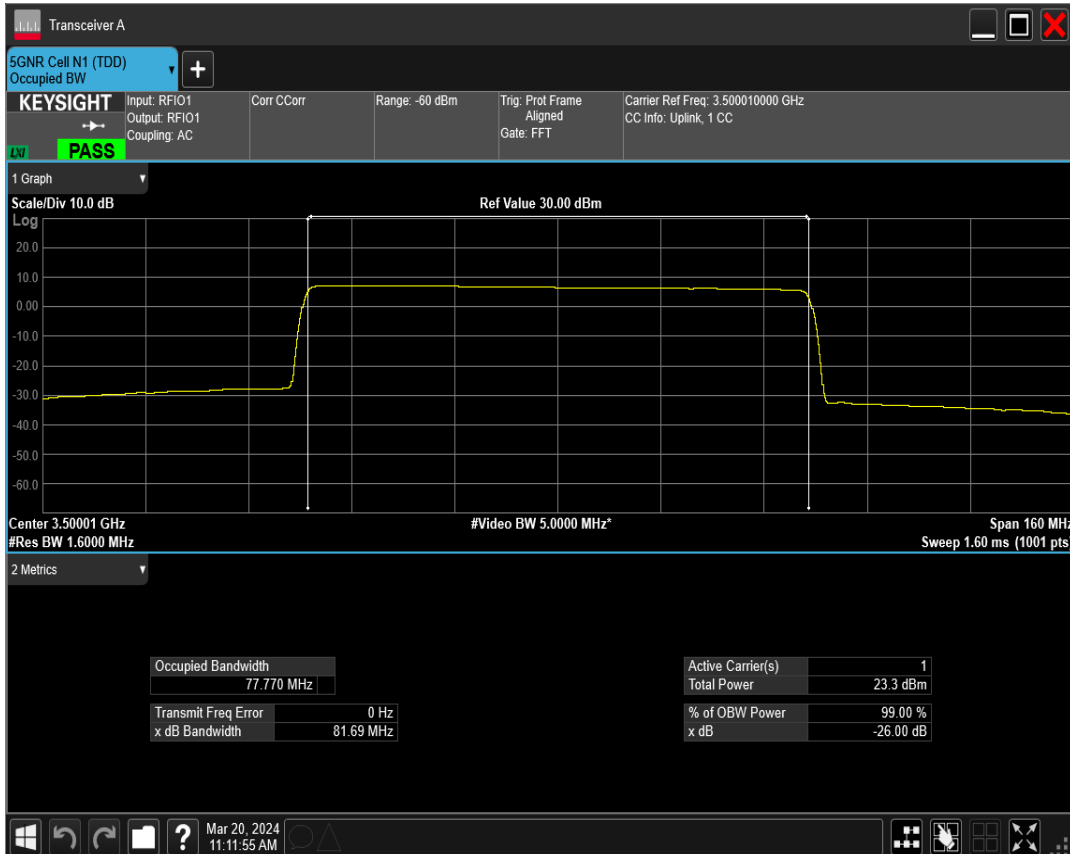 Transceiver A
5GNR Cell N1 (TDD)
Occupied BW
+
KEYSIGHT
LXI
PASS
Input: RFIO1
Output: RFIO1
Coupling: AC
Corr CCorr
Range: -60 dBm
Trig: Prot Frame
Aligned
Gate: FFT
Carrier Ref Freq: 3.500010000 GHz
CC Info: Uplink, 1 CC
1 Graph
Scale/Div 10.0 dB
Ref Value 30.00 dBm
Log
20.0
10.0
0.00
-10.0
-20.0
-30.0
-40.0
-50.0
-60.0
Center 3.50001 GHz
#Video BW 5.0000 MHz*
Span 160 MHz
#Res BW 1.6000 MHz
Sweep 1.60 ms (1001 pts)
2 Metrics
Occupied Bandwidth
77.770 MHz
Transmit Freq Error 0 Hz
x dB Bandwidth 81.69 MHz
Active Carrier(s) 1
Total Power 23.3 dBm
% of OBW Power 99.00 %
x dB -26.00 dB
?
Mar 20, 2024
11:11:55 AM